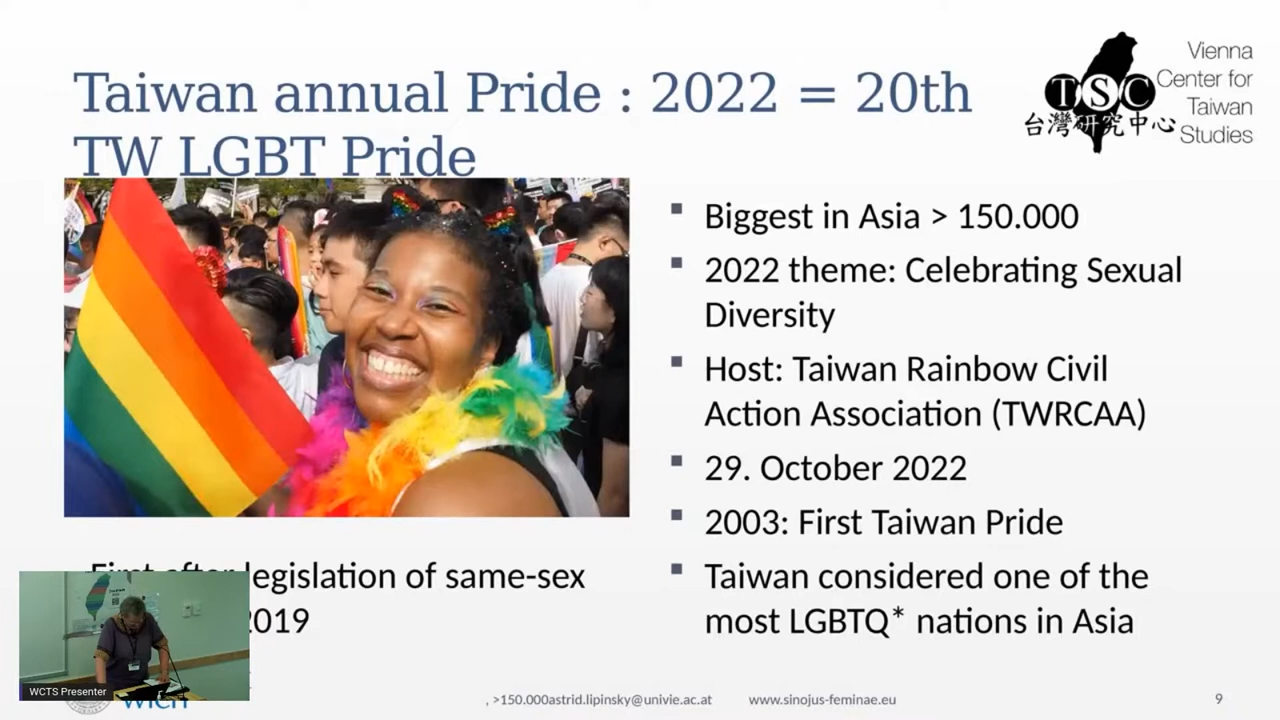 Taiwan annual Pride : 2022 = 20th
TW LGBT Pride
TSC
台灣研究中心
Vienna
Center for
Taiwan
Studies
Biggest in Asia > 150.000
2022 theme: Celebrating Sexual
Diversity
Host: Taiwan Rainbow Civil
Action Association (TWRCAA)
29. October 2022
2003: First Taiwan Pride
Taiwan considered one of the
most LGBTQ* nations in Asia
First after legislation of same-sex
2019
WCTS Presenter
, >150.000astrid.lipinsky@univie.ac.at
www.sinojus-feminae.eu
9